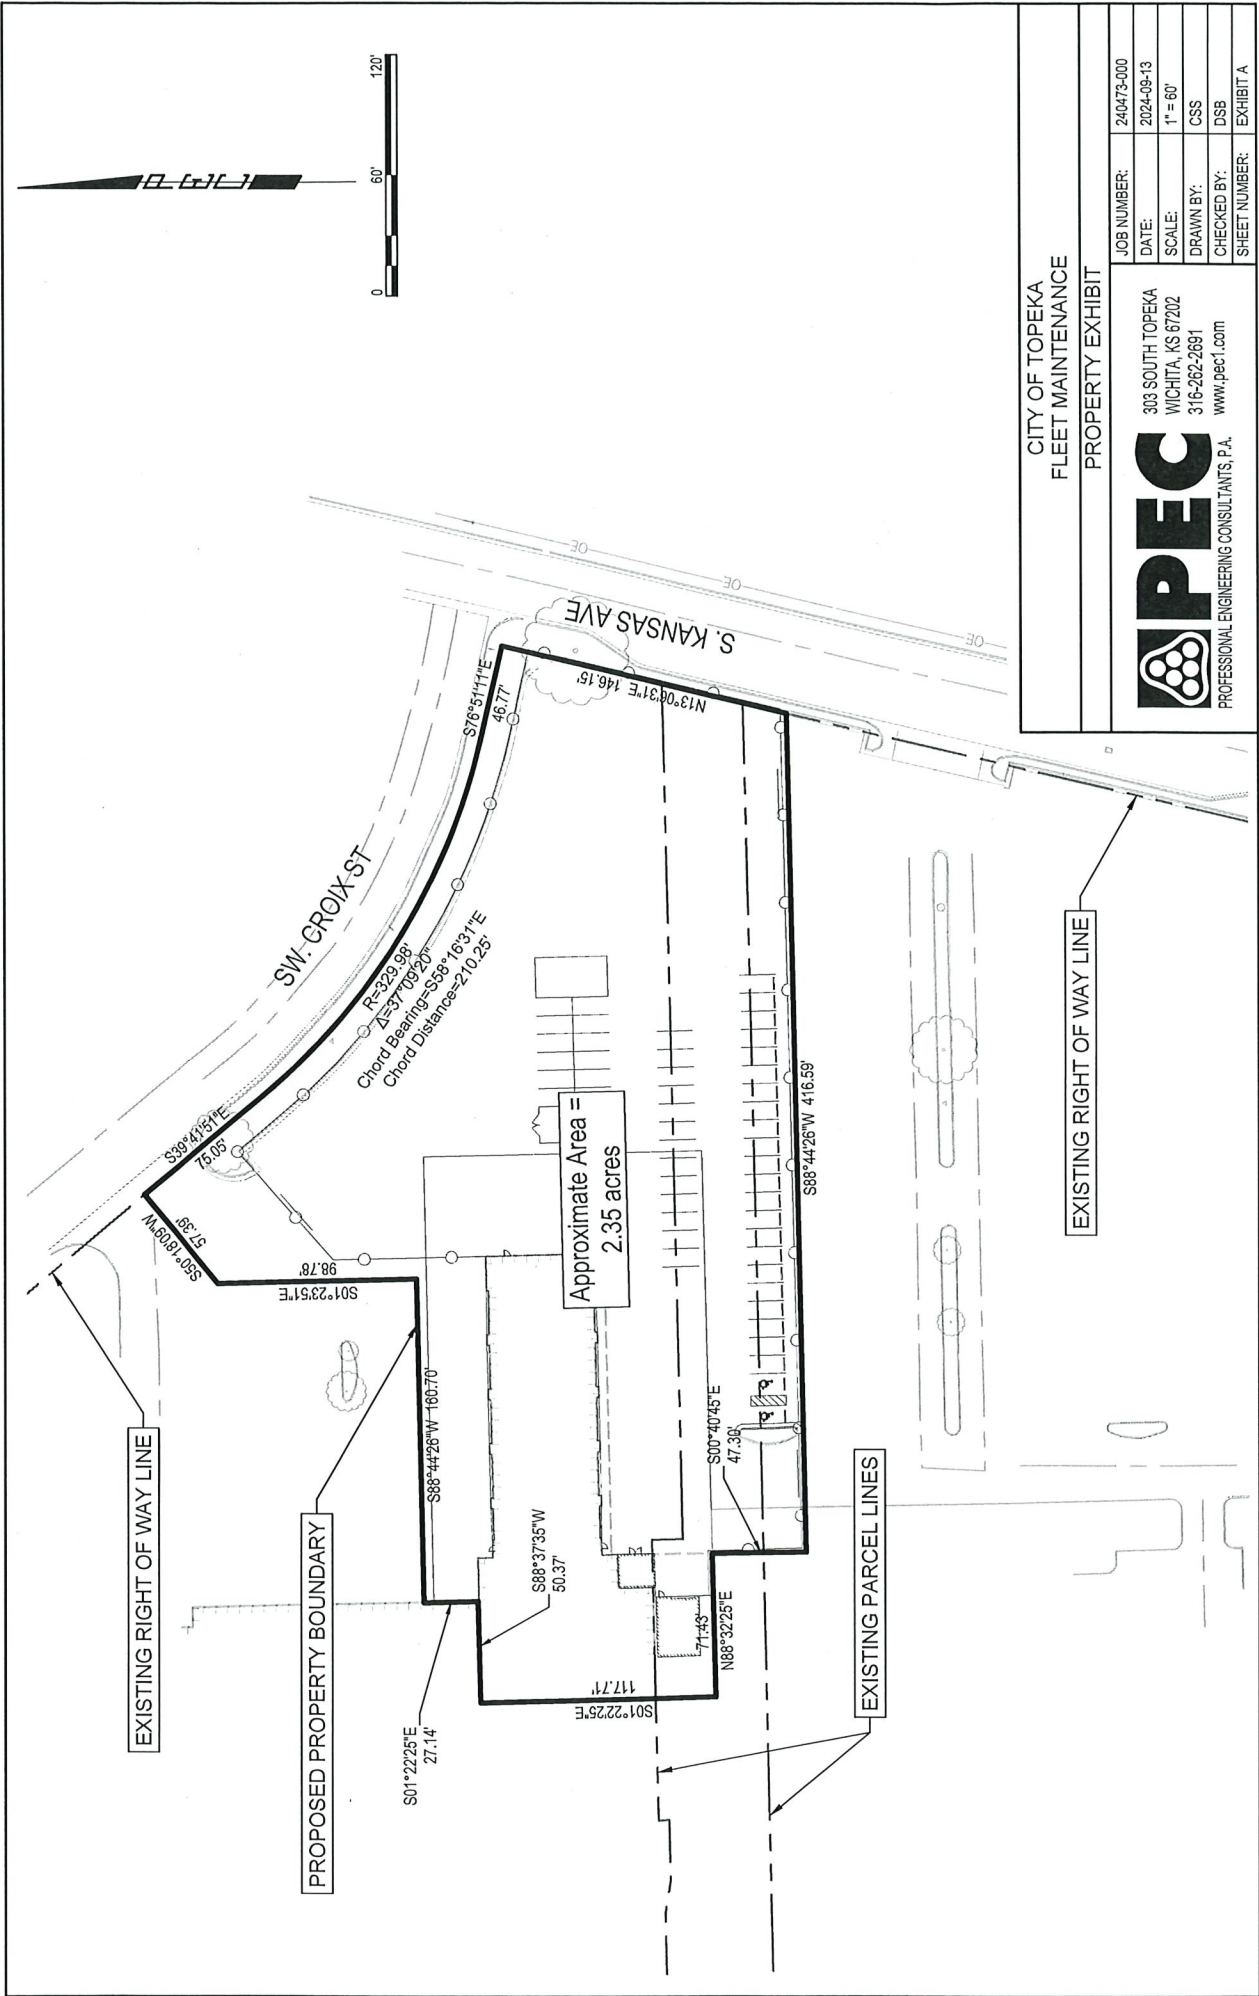 PEC
0
60'
120'
SW. CROIX ST
S. KANSAS AVE
OE
OE
OE
EXISTING RIGHT OF WAY LINE
PROPOSED PROPERTY BOUNDARY
S50°18'09"W
57.39'
S39°41'51"E
75.05'
R=329.98'
Δ=37°09'20"
Chord Bearing=S58°16'31"E
Chord Distance=210.25'
S76°51'11"E
46.77'
N13°06'31"E 146.15'
S01°23'51"E
98.78'
S88°44'26"W 160.70'
S01°22'25"E
27.14'
S88°37'35"W
50.37'
S01°22'25"E
117.71'
71.43'
N88°32'25"E
S00°40'45"E
47.30'
S88°44'26"W 416.59'
Approximate Area =
2.35 acres
EXISTING PARCEL LINES
EXISTING RIGHT OF WAY LINE
CITY OF TOPEKA
FLEET MAINTENANCE
PROPERTY EXHIBIT
PEC
PROFESSIONAL ENGINEERING CONSULTANTS, P.A.
303 SOUTH TOPEKA
WICHITA, KS 67202
316-262-2691
www.pec1.com
JOB NUMBER: 240473-000
DATE: 2024-09-13
SCALE: 1" = 60'
DRAWN BY: CSS
CHECKED BY: DSB
SHEET NUMBER: EXHIBIT A